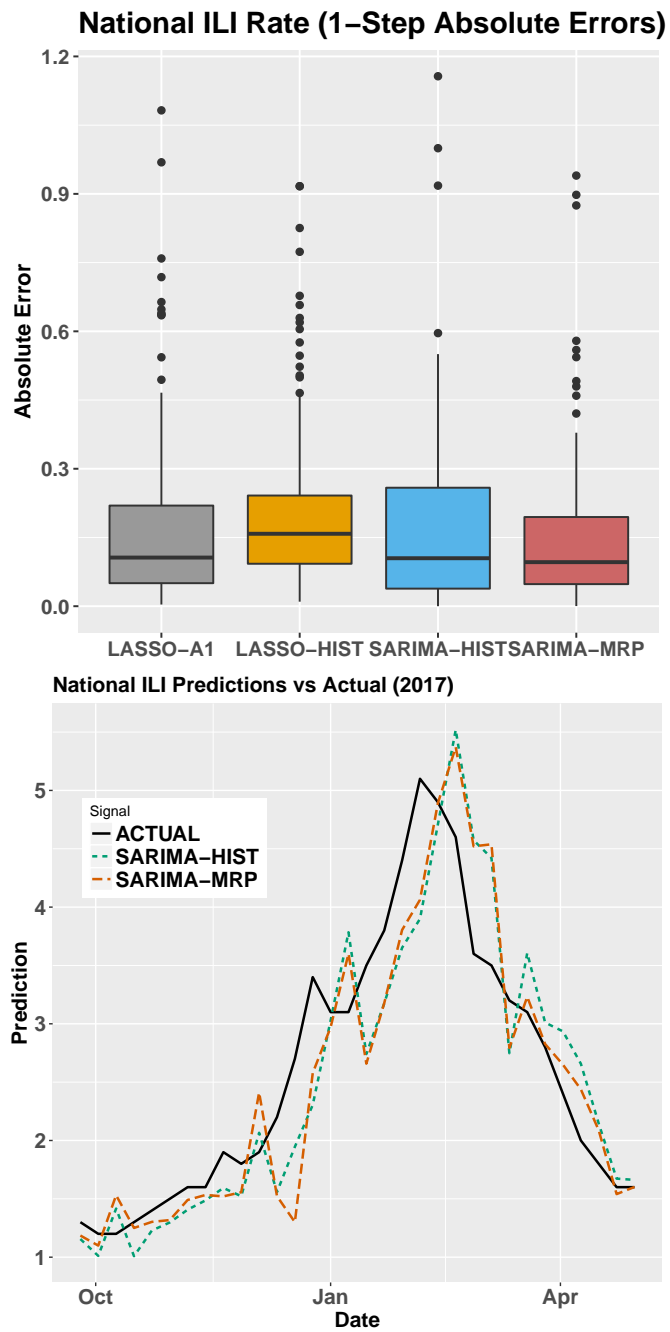 National ILI Rate (1−Step Absolute Errors)
1.2
0.9
0.6
0.3
0.0
Absolute Error
LASSO−A1 LASSO−HIST SARIMA−HIST SARIMA−MRP
National ILI Predictions vs Actual (2017)
5
4
3
2
1
Prediction
Signal
ACTUAL
SARIMA−HIST
SARIMA−MRP
Oct Jan Apr
Date